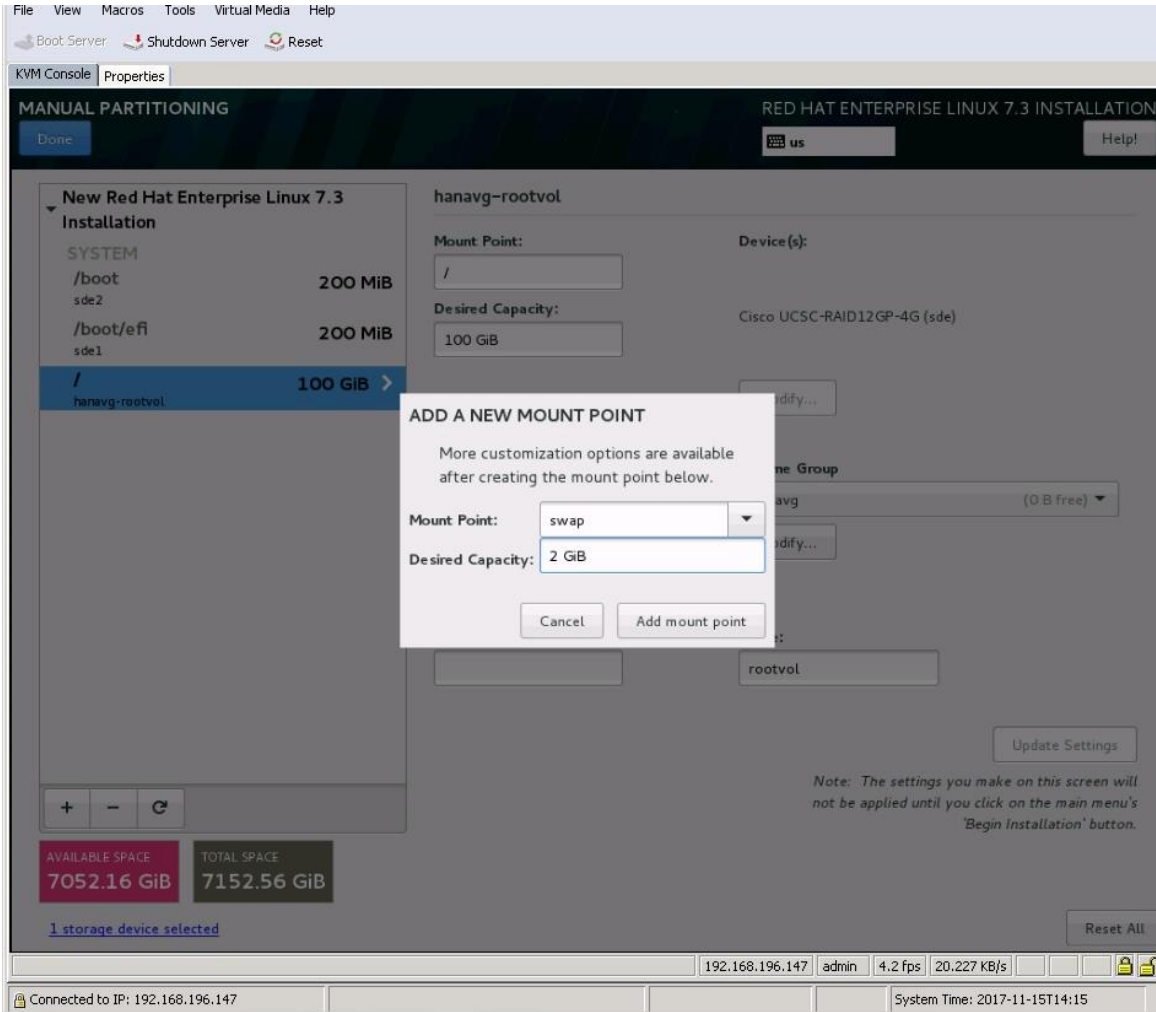 File View Macros Tools Virtual Media Help
Boot Server Shutdown Server Reset
KVM Console Properties
MANUAL PARTITIONING
RED HAT ENTERPRISE LINUX 7.3 INSTALLATION
Done
us
Help!
New Red Hat Enterprise Linux 7.3
Installation
SYSTEM
/boot
200 MiB
sde2
/boot/efi
200 MiB
sde1
/
100 GiB
hanavg-rootvol
hanavg-rootvol
Mount Point:
/
Desired Capacity:
100 GiB
Device(s):
Cisco UCSC-RAID12GP-4G (sde)
ADD A NEW MOUNT POINT
More customization options are available
after creating the mount point below.
Mount Point: swap
Desired Capacity: 2 GiB
Cancel Add mount point
(0 B free)
rootvol
Update Settings
Note: The settings you make on this screen will
not be applied until you click on the main menu's
'Begin Installation' button.
+ -
AVAILABLE SPACE
7052.16 GiB
TOTAL SPACE
7152.56 GiB
1 storage device selected
Reset All
192.168.196.147 admin 4.2 fps 20.227 KB/s
Connected to IP: 192.168.196.147
System Time: 2017-11-15T14:15